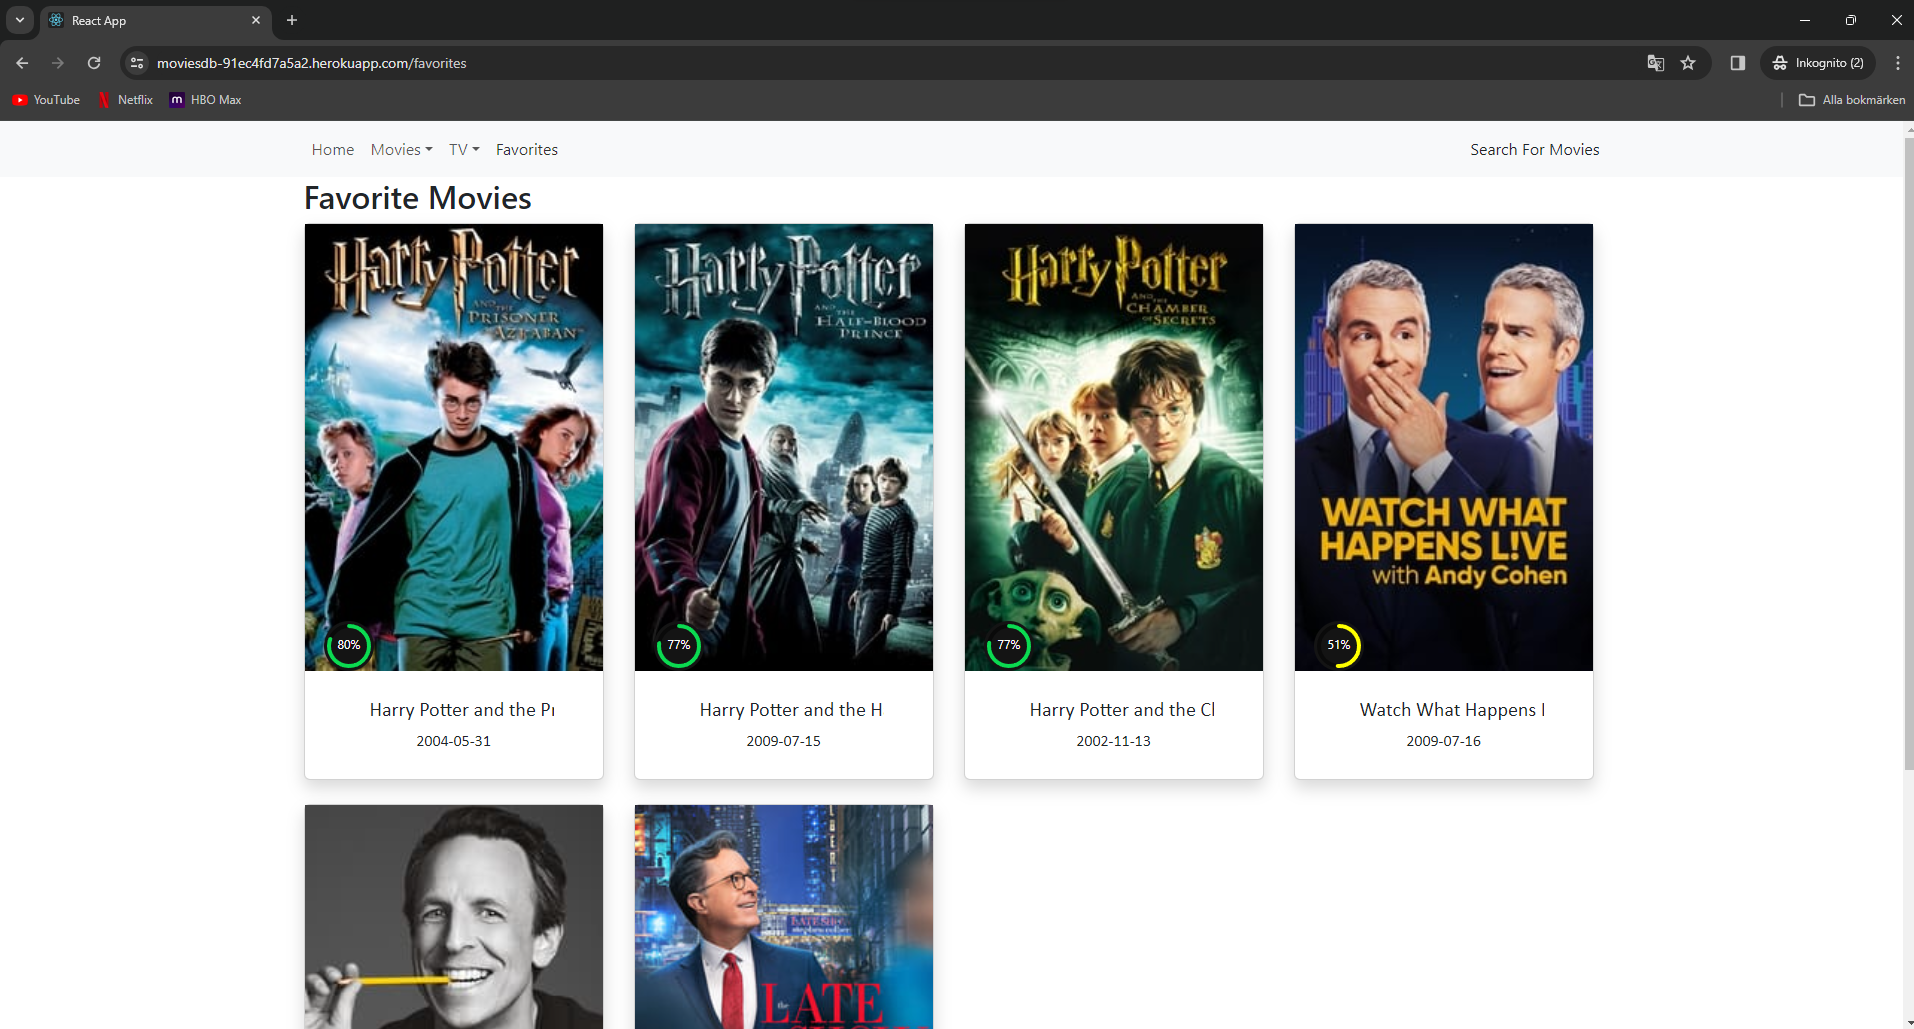 React App
moviesdb-91ec4fd7a5a2.herokuapp.com/favorites
Inkognito (2)
YouTube
Netflix
m HBO Max
Alla bokmärken
Home Movies TV Favorites
Search For Movies
Favorite Movies
Harry Potter
AND THE
PRISONER
OF AZKABAN
80%
Harry Potter and the Pr
2004-05-31
Harry Potter
AND THE
HALF-BLOOD
PRINCE
77%
Harry Potter and the H
2009-07-15
Harry Potter
AND THE
CHAMBER
OF SECRETS
77%
Harry Potter and the Cl
2002-11-13
WATCH WHAT
HAPPENS L!VE
with Andy Cohen
51%
Watch What Happens l
2009-07-16
the
LATE